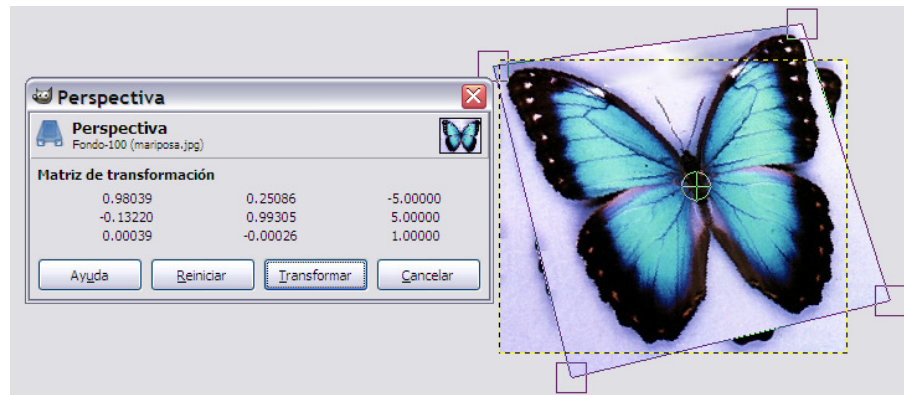 Perspectiva
Perspectiva
Fondo-100 (mariposa.jpg)
Matriz de transformación
0.98039 0.25086 -5.00000
-0.13220 0.99305 5.00000
0.00039 -0.00026 1.00000
Ayuda Reiniciar Transformar Cancelar